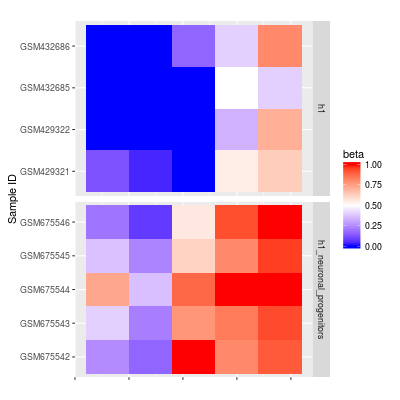 GSM432686
GSM432685
GSM429322
GSM429321
h1
GSM675546
GSM675545
GSM675544
GSM675543
GSM675542
h1_neuronal_progenitors
Sample ID
beta
1.00
0.75
0.50
0.25
0.00